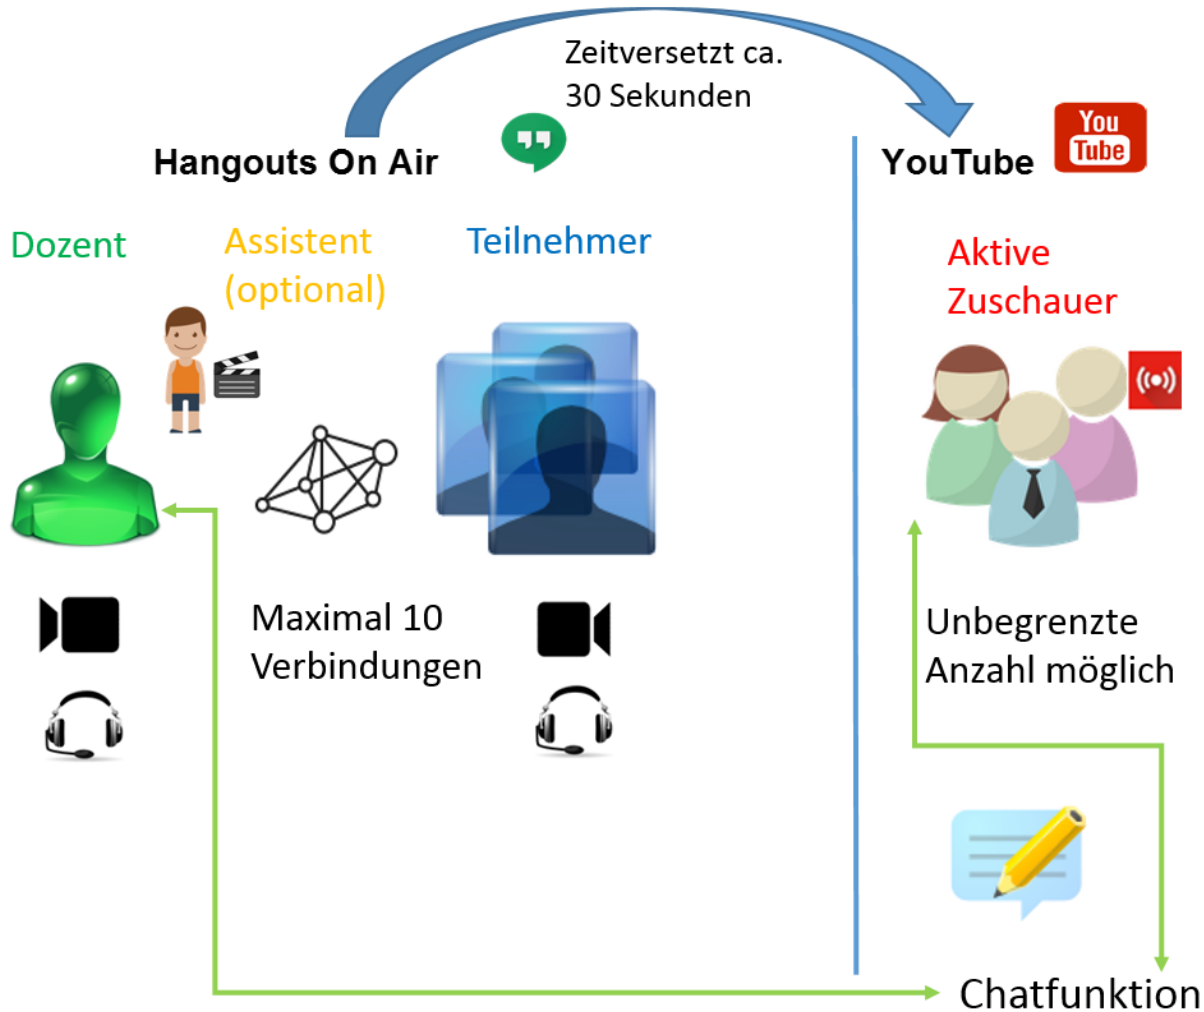 Zeitversetzt ca.
30 Sekunden
Hangouts On Air
YouTube
You
Tube
Dozent
Assistent
(optional)
Teilnehmer
Aktive
Zuschauer
Maximal 10
Verbindungen
Unbegrenzte
Anzahl möglich
Chatfunktion